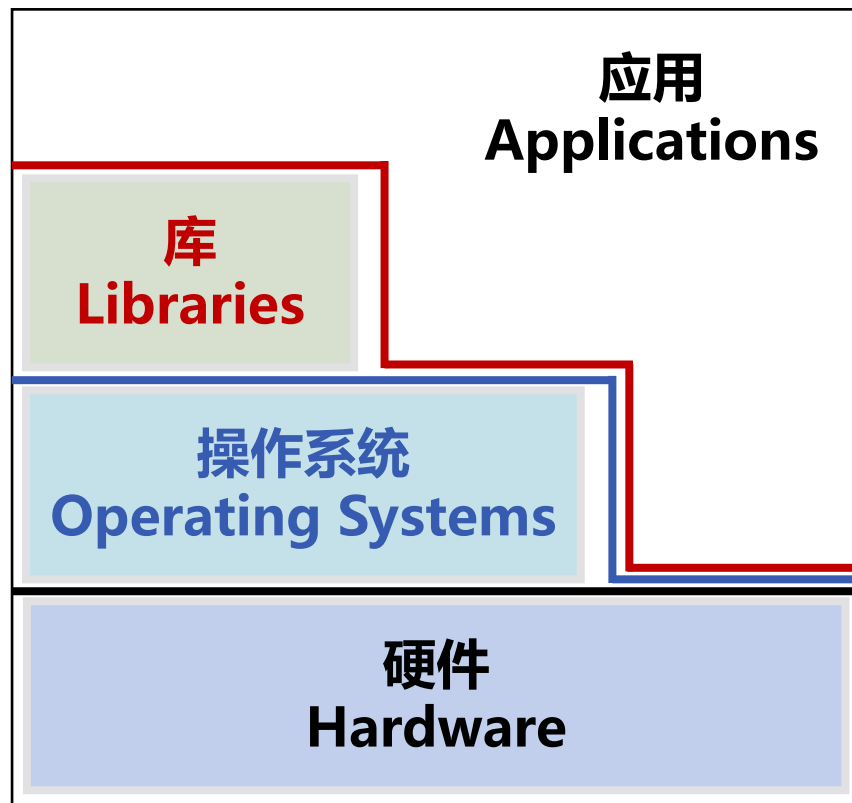 应用
Applications
库
Libraries
操作系统
Operating Systems
硬件
Hardware